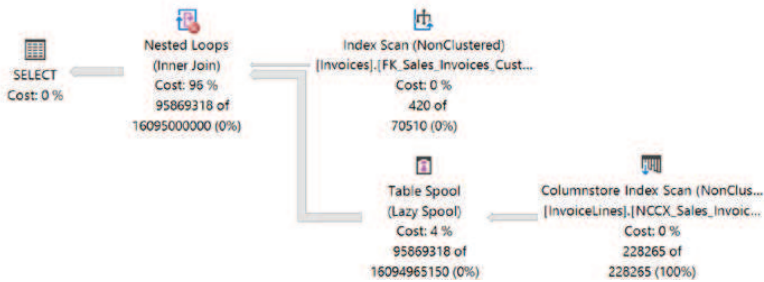 SELECT
Cost: 0 %
Nested Loops
(Inner Join)
Cost: 96 %
95869318 of
16095000000 (0%)
Index Scan (NonClustered)
[Invoices].[FK_Sales_Invoices_Cust...
Cost: 0 %
420 of
70510 (0%)
Table Spool
(Lazy Spool)
Cost: 4 %
95869318 of
16094965150 (0%)
Columnstore Index Scan (NonClus...
[InvoiceLines].[NCCX_Sales_Invoic...
Cost: 0 %
228265 of
228265 (100%)